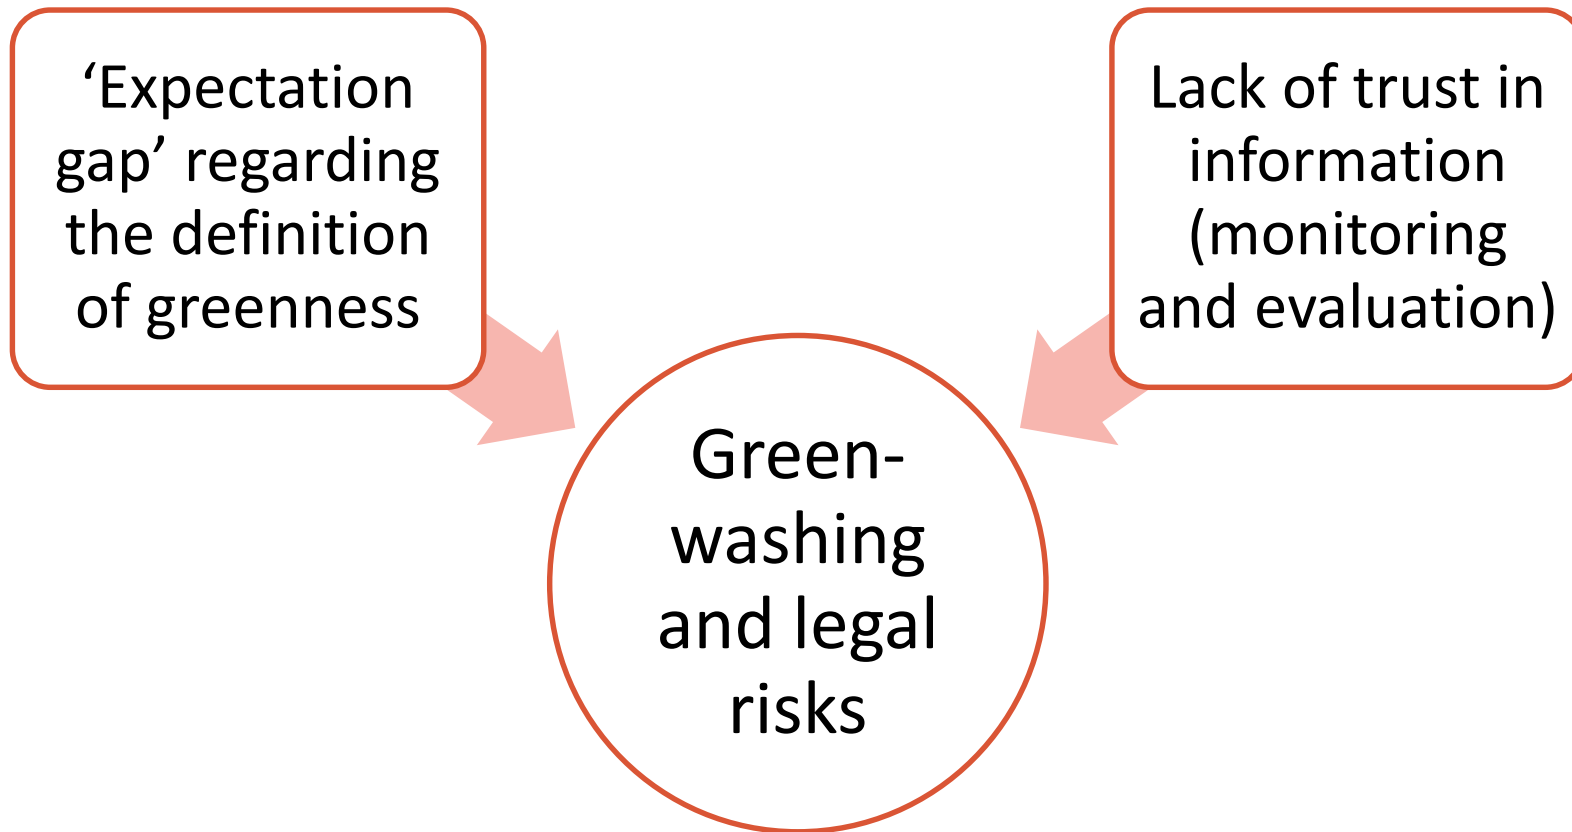 ‘Expectation
gap’ regarding
the definition
of greenness
Lack of trust in
information
(monitoring
and evaluation)
Green-
washing
and legal
risks